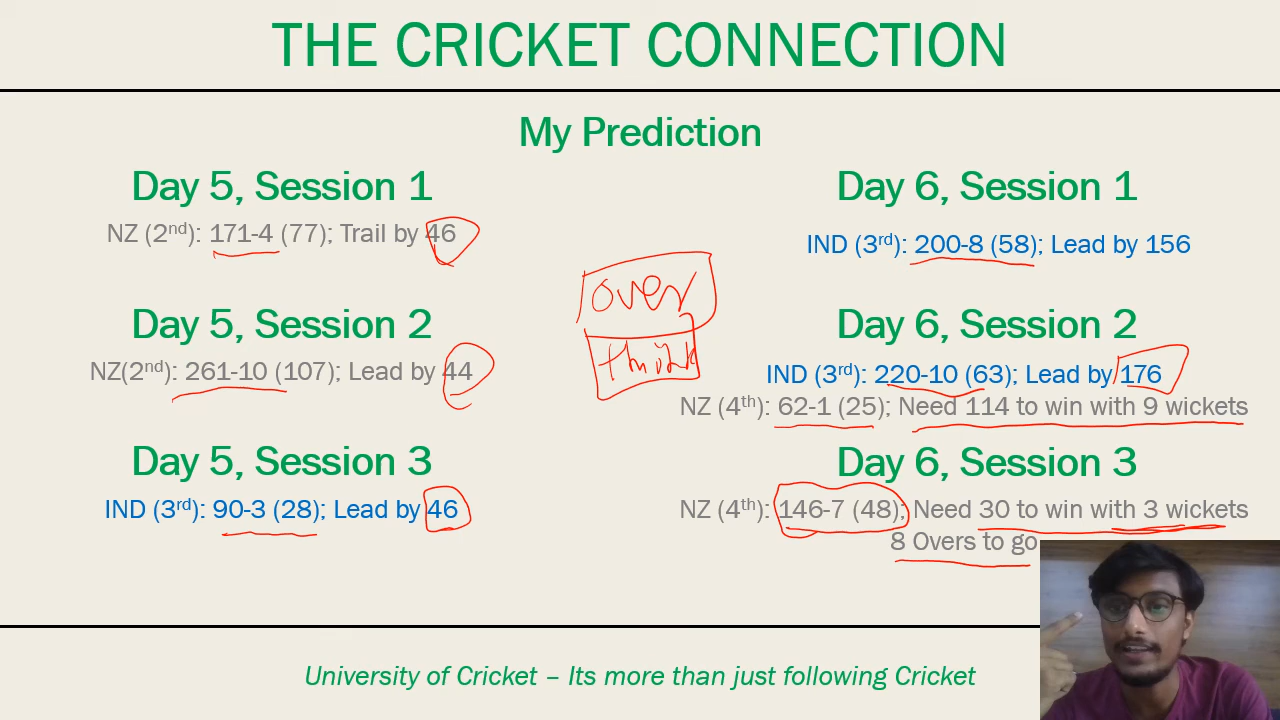 THE CRICKET CONNECTION
My Prediction
Day 5, Session 1
NZ (2nd): 171-4 (77); Trail by 46
Day 5, Session 2
NZ(2nd): 261-10 (107); Lead by 44
Day 5, Session 3
IND (3rd): 90-3 (28); Lead by 46
over
think
Day 6, Session 1
IND (3rd): 200-8 (58); Lead by 156
Day 6, Session 2
IND (3rd): 220-10 (63); Lead by 176
NZ (4th): 62-1 (25); Need 114 to win with 9 wickets
Day 6, Session 3
NZ (4th): 146-7 (48); Need 30 to win with 3 wickets
8 Overs to go
University of Cricket – Its more than just following Cricket